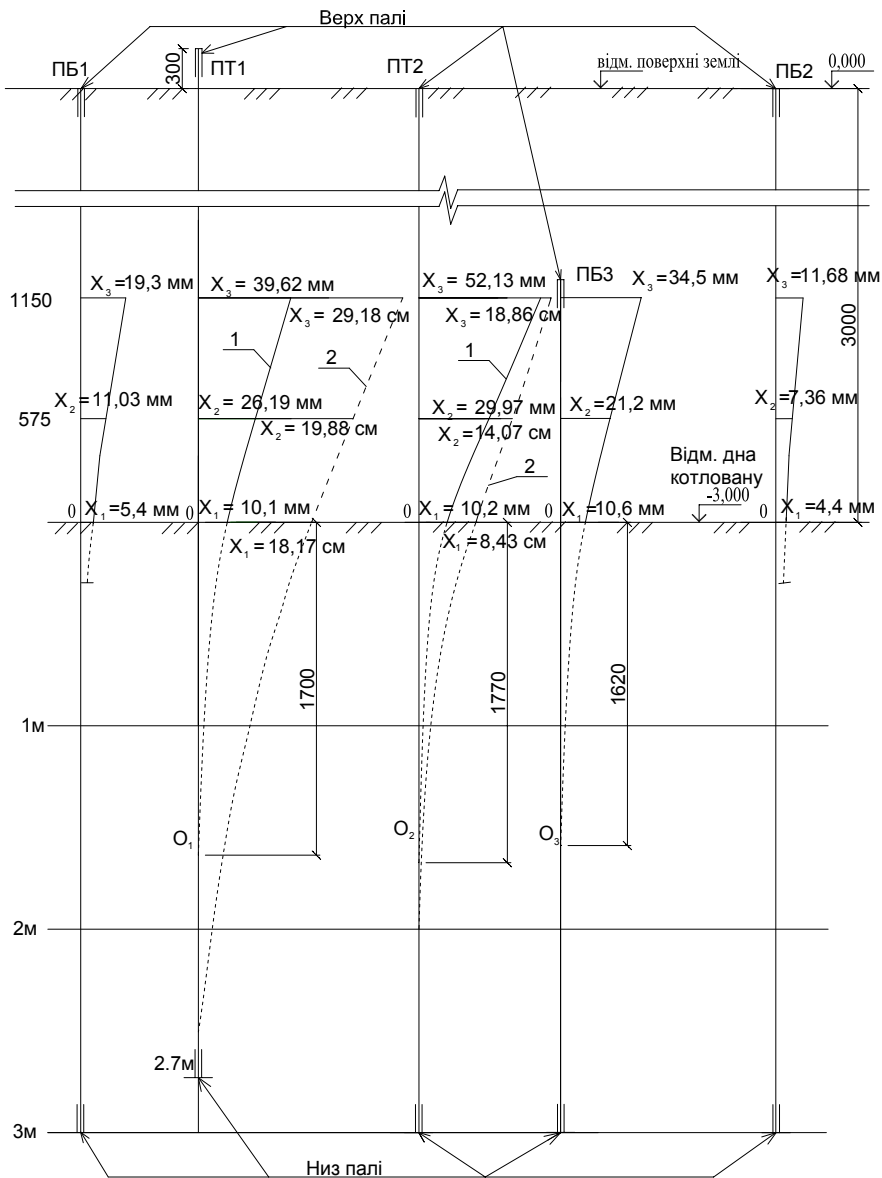 Верх палі
300
ПБ1
ПТ1
ПТ2
відм. поверхні землі
ПБ2
0,000
ПБ3
3000
1150
X₃ =19,3 мм
X₃ = 39,62 мм
X₃ = 52,13 мм
X₃ =34,5 мм
X₃=11,68 мм
X₃ = 29,18 см
X₃ = 18,86 см
1
2
1
575
X₂ = 11,03 мм
X₂ = 26,19 мм
X₂ = 29,97 мм
X₂ =21,2 мм
X₂=7,36 мм
X₂ = 19,88 см
X₂ = 14,07 см
2
Відм. дна
котловану
-3,000
0
X₁ =5,4 мм
0
X₁ = 10,1 мм
0
X₁ = 10,2 мм
0
X₁ =10,6 мм
0
X₁ =4,4 мм
X₁ = 18,17 см
X₁ = 8,43 см
1700
1770
1620
1м
O₁
O₂
O₃
2м
2.7м
3м
Низ палі